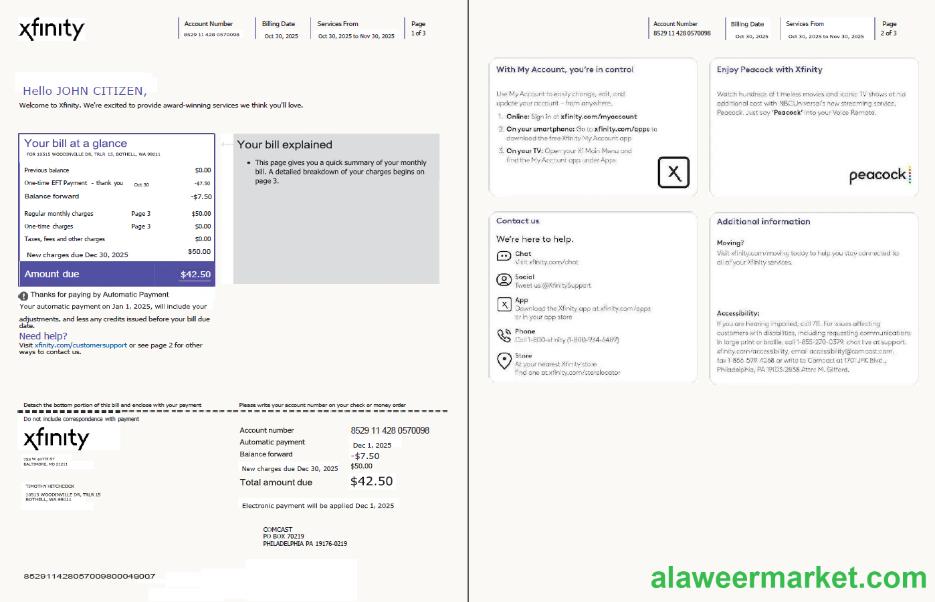 xfinity
Account Number
8529 11 428 0570098
Billing Date
Oct 30, 2025
Services From
Oct 30, 2025 to Nov 30, 2025
Page
1 of 3
Hello JOHN CITIZEN,
Welcome to Xfinity. We're excited to provide award-winning services we think you'll love.
Your bill at a glance
FOR 10515 WOODINVILLE DR, TRLR 15, BOTHELL, WA 98011
Previous balance $0.00
One-time EFT Payment - thank you Oct 30 -$7.50
Balance forward -$7.50
Regular monthly charges Page 3 $50.00
One-time charges Page 3 $0.00
Taxes, fees and other charges $0.00
New charges due Dec 30, 2025 $50.00
Amount due $42.50
Thanks for paying by Automatic Payment
Your automatic payment on Jan 1, 2025, will include your
adjustments, and less any credits issued before your bill due
date.
Need help?
Visit xfinity.com/customersupport or see page 2 for other
ways to contact us.
Your bill explained
• This page gives you a quick summary of your monthly
bill. A detailed breakdown of your charges begins on
page 3.
Detach the bottom portion of this bill and enclose with your payment
Please write your account number on your check or money order
Do not include correspondence with payment
xfinity
BALTIMORE, MD 21211
TIMOTHY HITCHCOCK
10515 WOODINVILLE DR, TRLR 15
BOTHELL, WA 98011
Account number 8529 11 428 0570098
Automatic payment Dec 1, 2025
Balance forward -$7.50
New charges due Dec 30, 2025 $50.00
Total amount due $42.50
Electronic payment will be applied Dec 1, 2025
COMCAST
PO BOX 70219
PHILADELPHIA PA 19176-0219
852911428057009800049007
Account Number
8529 11 428 0570098
Billing Date
Oct 30, 2025
Services From
Oct 30, 2025 to Nov 30, 2025
Page
2 of 3
With My Account, you're in control
Use My Account to easily change, edit, and
update your account – from anywhere.
1. Online: Sign in at xfinity.com/myaccount
2. On your smartphone: Go to xfinity.com/apps to
download the free Xfinity My Account app
3. On your TV: Open your X1 Main Menu and
find the My Account app under Apps
X
Enjoy Peacock with Xfinity
Watch hundreds of timeless movies and iconic TV shows at no
additional cost with NBCUniversal's new streaming service,
Peacock. Just say "Peacock" into your Voice Remote.
peacock
Contact us
We're here to help.
Chat
Visit xfinity.com/chat
Social
Tweet us @XfinitySupport
X
App
Download the Xfinity app at xfinity.com/apps
or in your app store
Phone
Call 1-800-xfinity (1-800-934-6489)
Store
At your nearest Xfinity store
Find one at xfinity.com/storelocator
Additional information
Moving?
Visit xfinity.com/moving today to help you stay connected to
all of your Xfinity services.
Accessibility:
If you are hearing impaired, call 711. For issues affecting
customers with disabilities, including requesting communications
in large print or braille, call 1-855-270-0379, chat live at support.
xfinity.com/accessibility, email accessibility@comcast.com,
fax 1-866-599-4268 or write to Comcast at 1701 JFK Blvd.,
Philadelphia, PA 19103-2838 Attn: M. Gifford.
alaweermarket.com